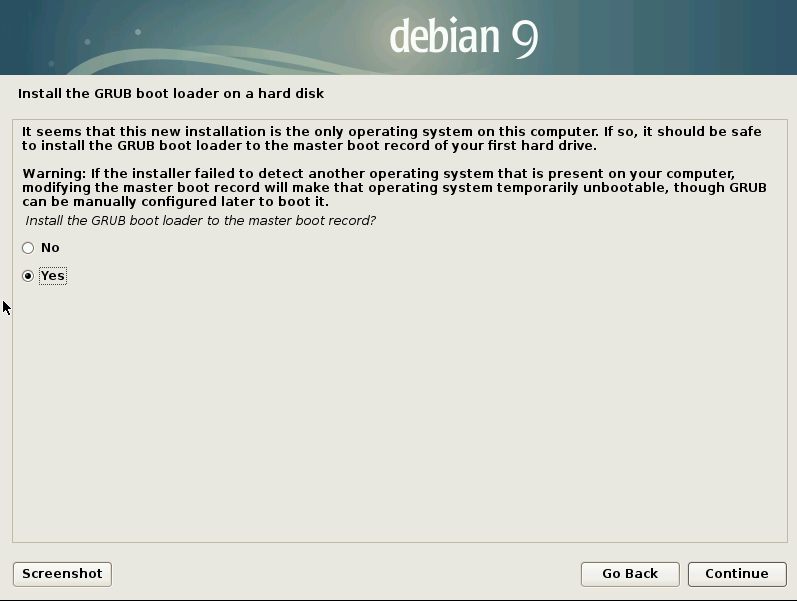 debian 9
Install the GRUB boot loader on a hard disk
It seems that this new installation is the only operating system on this computer. If so, it should be safe
to install the GRUB boot loader to the master boot record of your first hard drive.
Warning: If the installer failed to detect another operating system that is present on your computer,
modifying the master boot record will make that operating system temporarily unbootable, though GRUB
can be manually configured later to boot it.
Install the GRUB boot loader to the master boot record?
No
Yes
Screenshot Go Back Continue